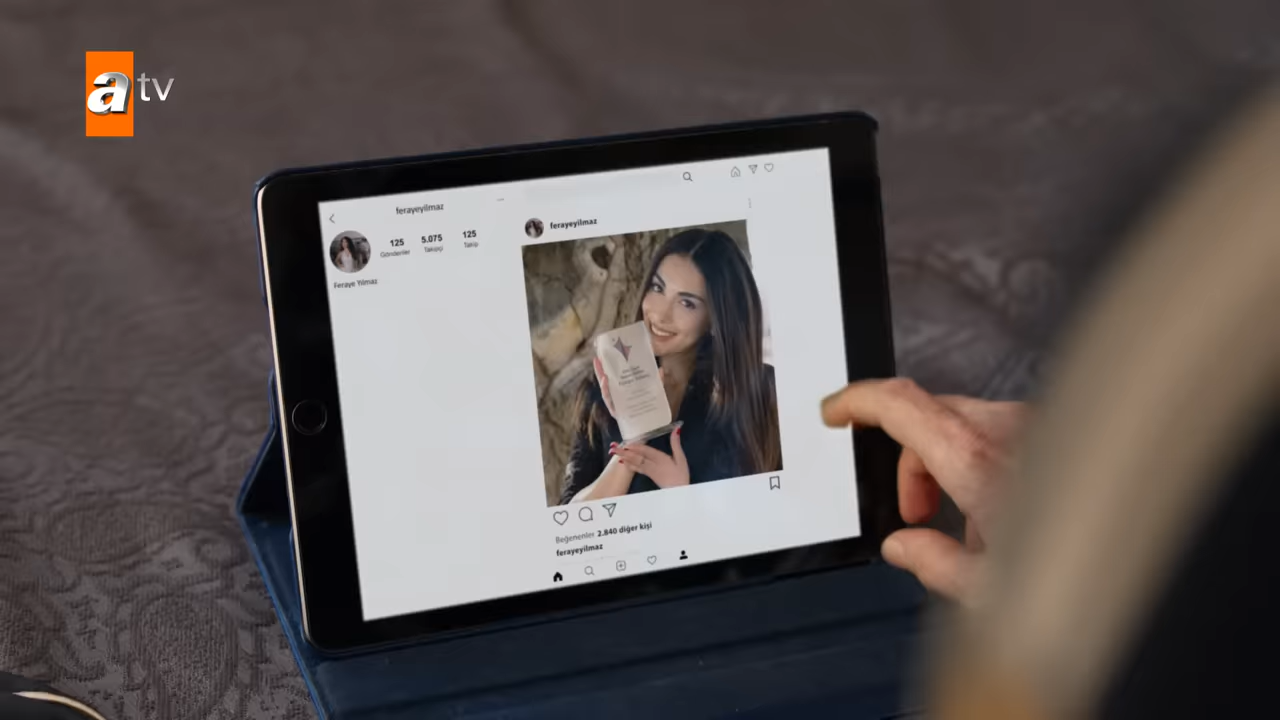 atv
ferayeyilmaz
125
5.075
125
Gönderiler
Takipçi
Takip
Feraye Yılmaz
ferayeyilmaz
Beğenenler 2.840 diğer kişi
ferayeyilmaz